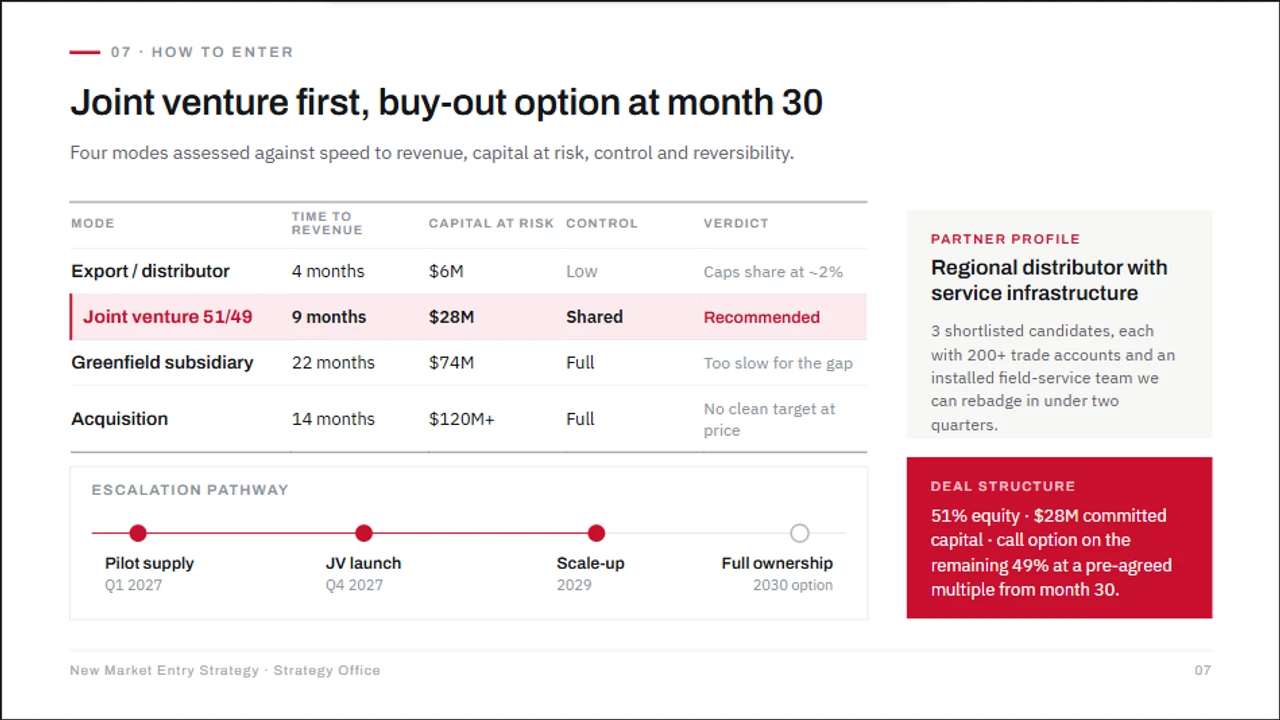 07 · HOW TO ENTER
Joint venture first, buy-out option at month 30
Four modes assessed against speed to revenue, capital at risk, control and reversibility.
MODE
TIME TO
REVENUE
CAPITAL AT RISK
CONTROL
VERDICT
Export / distributor
4 months
$6M
Low
Caps share at ~2%
Joint venture 51/49
9 months
$28M
Shared
Recommended
Greenfield subsidiary
22 months
$74M
Full
Too slow for the gap
Acquisition
14 months
$120M+
Full
No clean target at
price
ESCALATION PATHWAY
Pilot supply
Q1 2027
JV launch
Q4 2027
Scale-up
2029
Full ownership
2030 option
PARTNER PROFILE
Regional distributor with
service infrastructure
3 shortlisted candidates, each
with 200+ trade accounts and an
installed field-service team we
can rebadge in under two
quarters.
DEAL STRUCTURE
51% equity · $28M committed
capital · call option on the
remaining 49% at a pre-agreed
multiple from month 30.
New Market Entry Strategy · Strategy Office
07